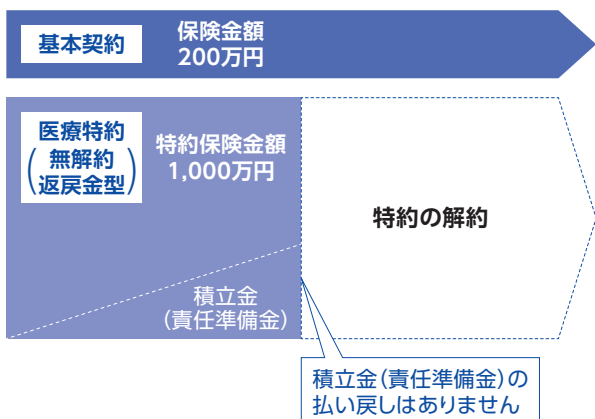 基本契約
保険金額
200万円
医療特約
(無解約
返戻金型)
特約保険金額
1,000万円
特約の解約
積立金
(責任準備金)
積立金(責任準備金)の
払い戻しはありません